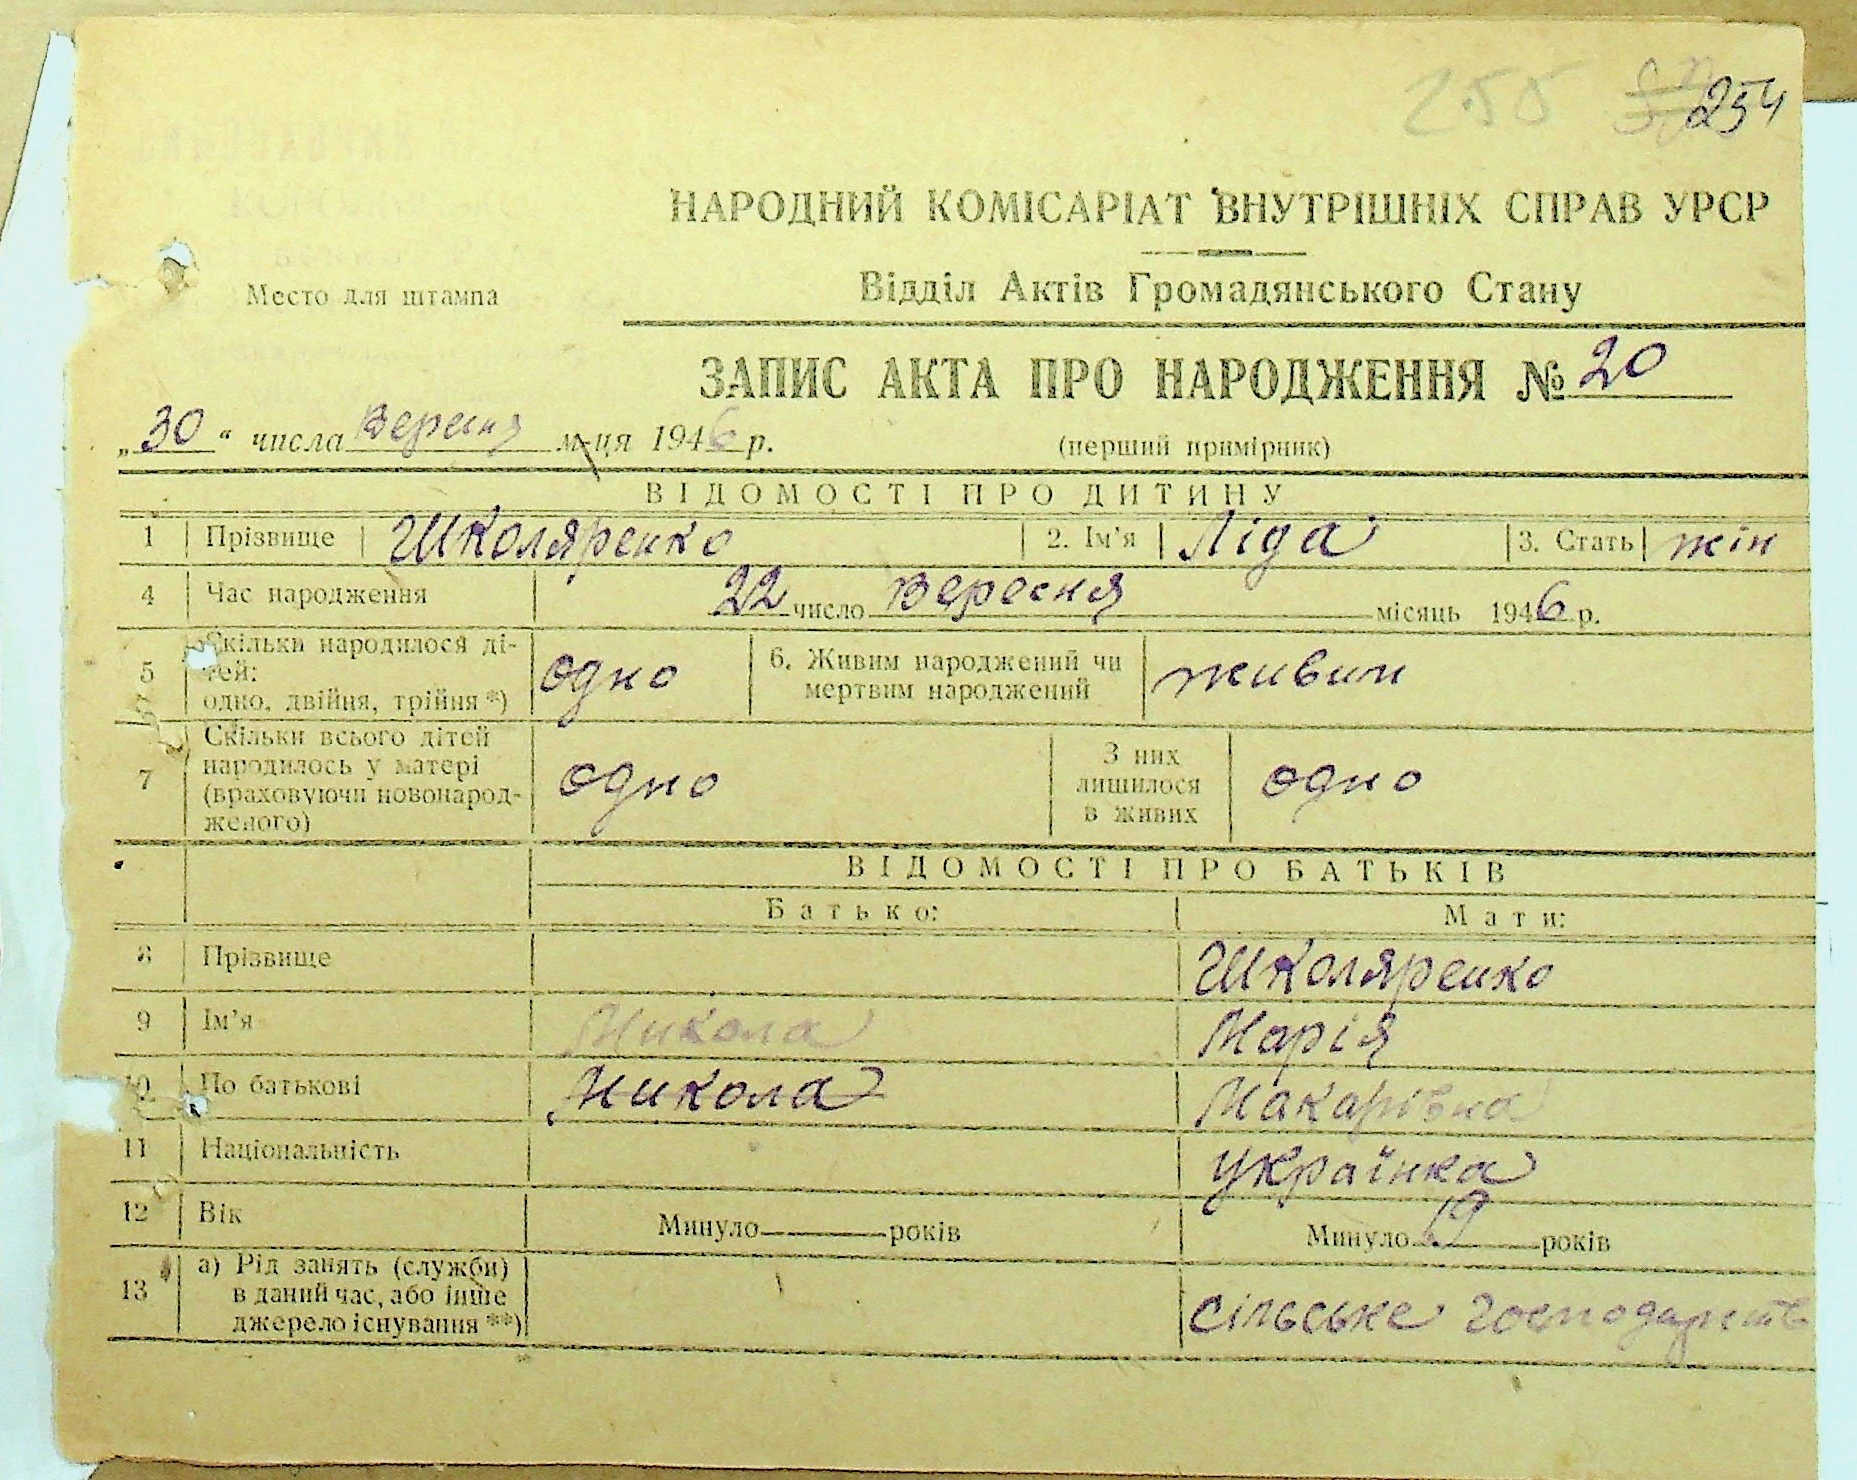 255 254
НАРОДНИЙ КОМІСАРІАТ ВНУТРІШНІХ СПРАВ УРСР
Место для штампа
Відділ Актів Громадянського Стану
ЗАПИС АКТА ПРО НАРОДЖЕННЯ № 20
„30“ числа Вересня м-ця 1946 р.
(перший примірник)
ВІДОМОСТІ ПРО ДИТИНУ
1 Прізвище Школяренко 2. Ім'я Ліда 3. Стать жін
4 Час народження 22 число Вересня місяць 1946 р.
5 Скільки народилося ді-
тей:
одно, двійня, трійня *) одно 6. Живим народжений чи
мертвим народжений живим
7 Скільки всього дітей
народилось у матері
(враховуючи новонарод-
женого) одно З них
лишилося
в живих одно
ВІДОМОСТІ ПРО БАТЬКІВ
Батько: Мати:
8 Прізвище Школяренко
9 Ім'я Микола Марія
10 По батькові Микола Макарівна
11 Національність українка
12 Вік Минуло років Минуло 19 років
13 а) Рід занять (служби)
в даний час, або інше
джерело існування **) сільське господарств